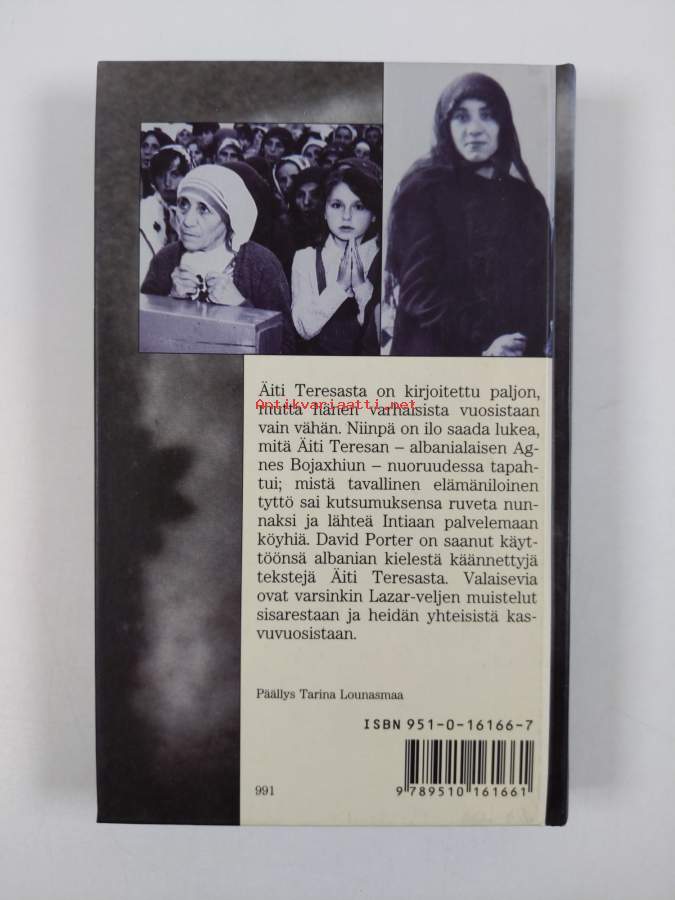 Äiti Teresasta on kirjoitettu paljon,
Antikvariaatti.net
mutta hänen varhaisista vuosistaan
vain vähän. Niinpä on ilo saada lukea,
mitä Äiti Teresan – albanialaisen Ag-
nes Bojaxhiun – nuoruudessa tapah-
tui; mistä tavallinen elämäniloinen
tyttö sai kutsumuksensa ruveta nun-
naksi ja lähteä Intiaan palvelemaan
köyhiä. David Porter on saanut käyt-
töönsä albanian kielestä käännettyjä
tekstejä Äiti Teresasta. Valaisevia
ovat varsinkin Lazar-veljen muistelut
sisarestaan ja heidän yhteisistä kas-
vuvuosistaan.
Päällys Tarina Lounasmaa
ISBN 951-0-16166-7
991
9 789510 161661